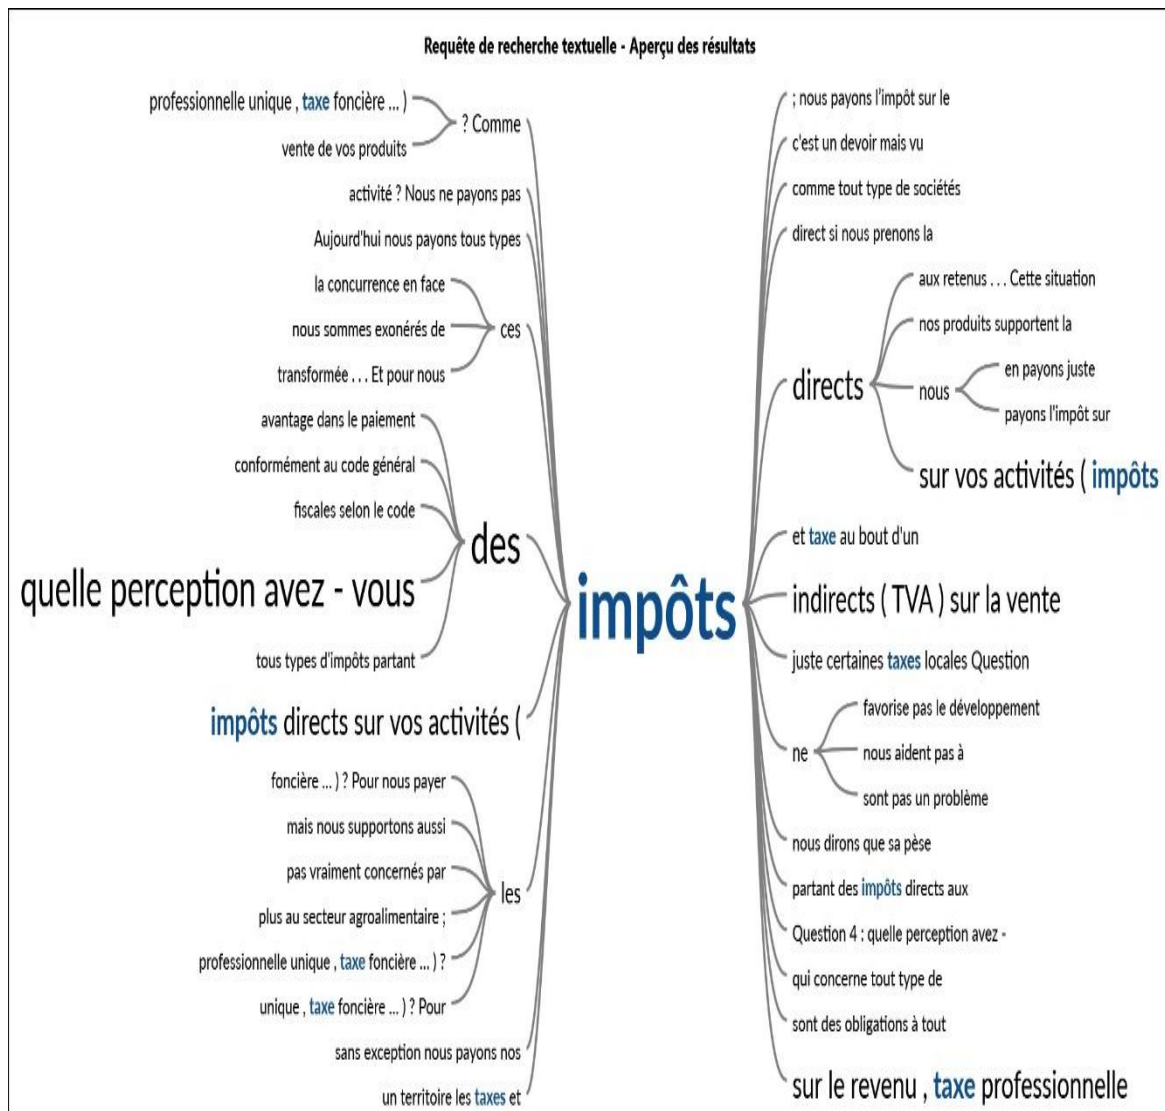 Requête de recherche textuelle - Aperçu des résultats
professionnelle unique , taxe foncière ... )
vente de vos produits
? Comme
activité ? Nous ne payons pas
Aujourd'hui nous payons tous types
la concurrence en face
nous sommes exonérés de
transformée . . . Et pour nous
ces
avantage dans le paiement
conformément au code général
fiscales selon le code
quelle perception avez - vous
tous types d'impôts partant
des
impôts directs sur vos activités (
foncière ... ) ? Pour nous payer
mais nous supportons aussi
pas vraiment concernés par
plus au secteur agroalimentaire ;
professionnelle unique , taxe foncière ... ) ?
unique , taxe foncière ... ) ? Pour
les
sans exception nous payons nos
un territoire les taxes et
impôts
; nous payons l'impôt sur le
c'est un devoir mais vu
comme tout type de sociétés
direct si nous prenons la
directs
aux retenus . . . Cette situation
nos produits supportent la
nous
en payons juste
payons l'impôt sur
sur vos activités ( impôts
et taxe au bout d'un
indirects ( TVA ) sur la vente
juste certaines taxes locales Question
ne
favorise pas le développement
nous aident pas à
sont pas un problème
nous dirons que sa pèse
partant des impôts directs aux
Question 4 : quelle perception avez -
qui concerne tout type de
sont des obligations à tout
sur le revenu , taxe professionnelle